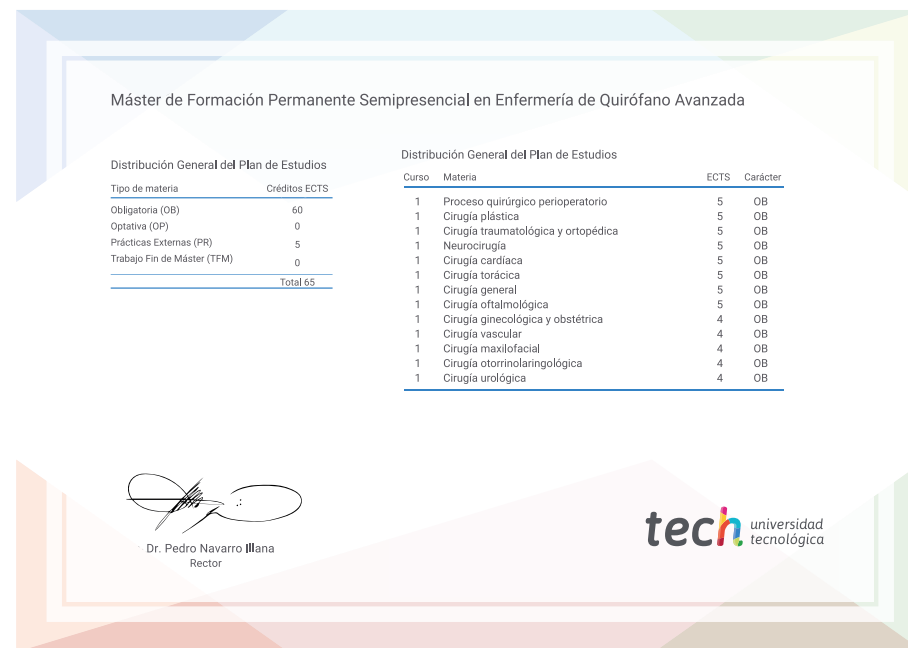 Máster de Formación Permanente Semipresencial en Enfermería de Quirófano Avanzada
Distribución General del Plan de Estudios
Tipo de materia Créditos ECTS
Obligatoria (OB) 60
Optativa (OP) 0
Prácticas Externas (PR) 5
Trabajo Fin de Máster (TFM) 0
Total 65
Distribución General del Plan de Estudios
Curso Materia ECTS Carácter
1 Proceso quirúrgico perioperatorio 5 OB
1 Cirugía plástica 5 OB
1 Cirugía traumatológica y ortopédica 5 OB
1 Neurocirugía 5 OB
1 Cirugía cardíaca 5 OB
1 Cirugía torácica 5 OB
1 Cirugía general 5 OB
1 Cirugía oftalmológica 5 OB
1 Cirugía ginecológica y obstétrica 4 OB
1 Cirugía vascular 4 OB
1 Cirugía maxilofacial 4 OB
1 Cirugía otorrinolaringológica 4 OB
1 Cirugía urológica 4 OB
Dr. Pedro Navarro Illana
Rector
tech universidad
tecnológica